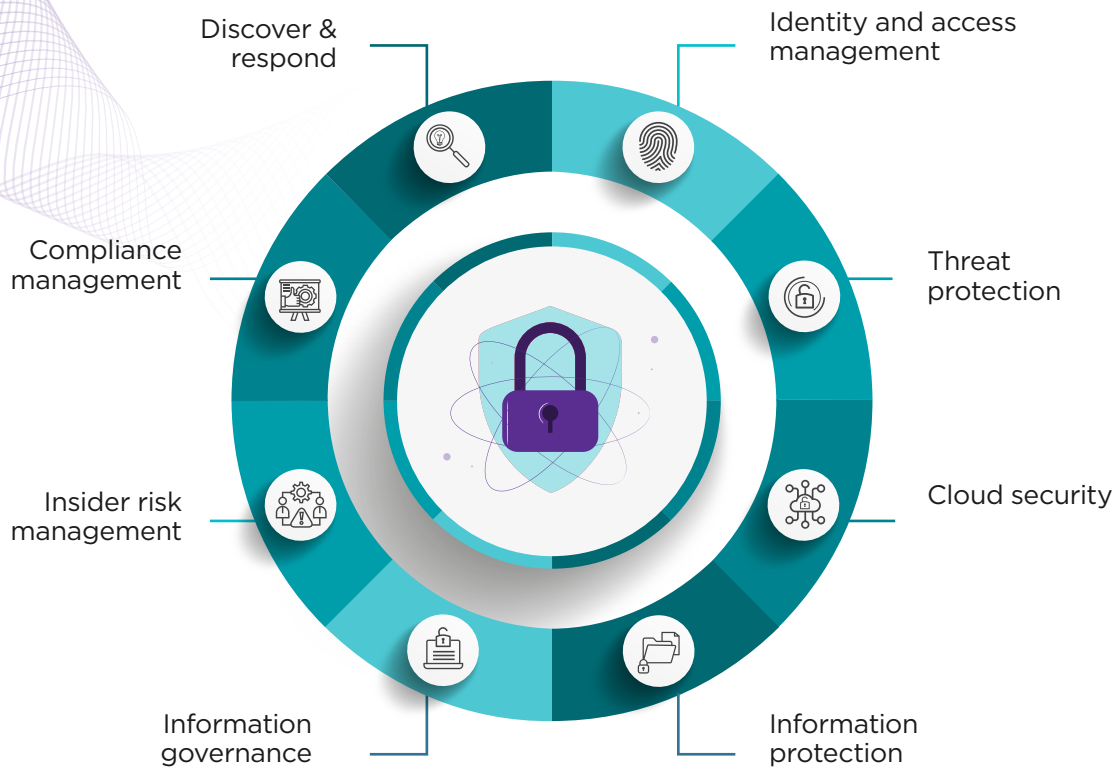 Discover &
respond
Identity and access
management
Compliance
management
Threat
protection
Insider risk
management
Cloud security
Information
governance
Information
protection